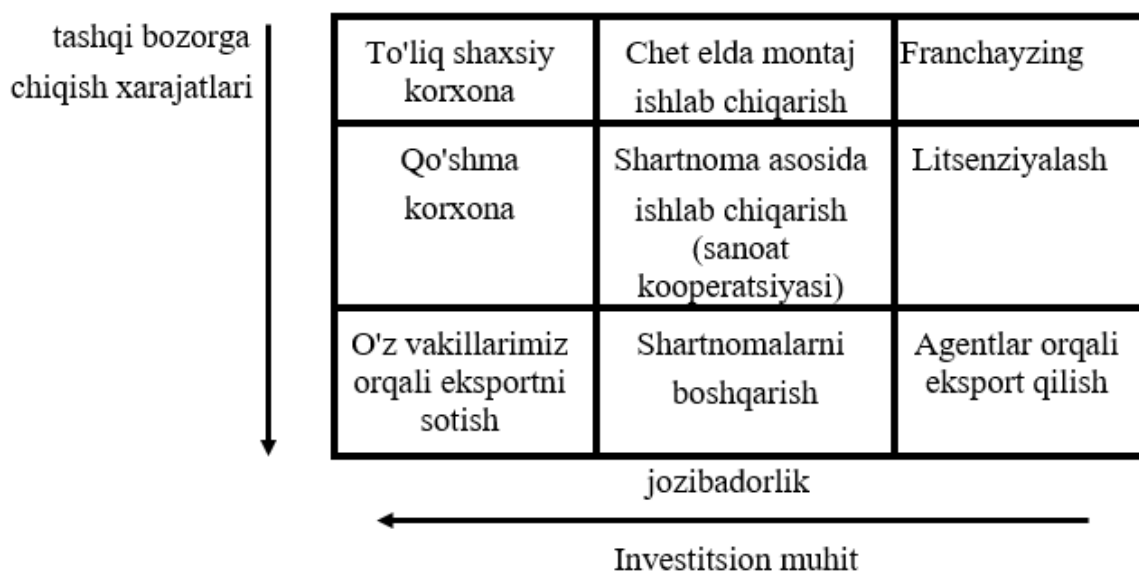 tashqi bozorga
chiqish xarajatlari
To'liq shaxsiy
korxona
Chet elda montaj
ishlab chiqarish
Franchayzing
Qo'shma
korxona
Shartnoma asosida
ishlab chiqarish
(sanoat
kooperatsiyasi)
Litsenziyalash
O'z vakillarimiz
orqali eksportni
sotish
Shartnomalarni
boshqarish
Agentlar orqali
eksport qilish
jozibadorlik
Investitsion muhit